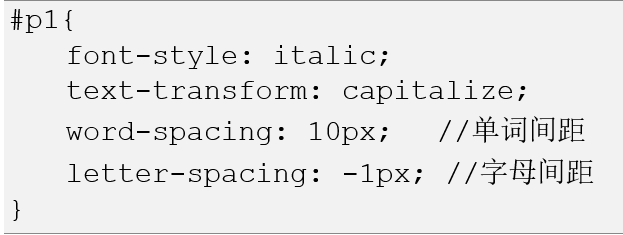 #p1{
font-style: italic;
text-transform: capitalize;
word-spacing: 10px; //单词间距
letter-spacing: -1px; //字母间距
}